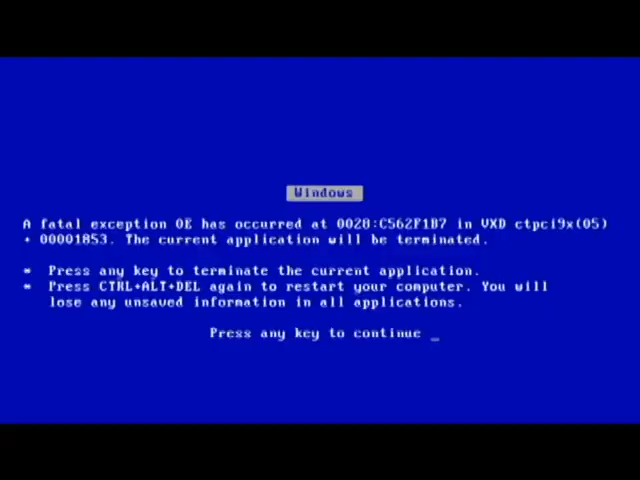 Windows
A fatal exception 0E has occurred at 0028:C562F1B7 in VXD ctpci9x(05)
+ 00001853. The current application will be terminated.
* Press any key to terminate the current application.
* Press CTRL+ALT+DEL again to restart your computer. You will
lose any unsaved information in all applications.
Press any key to continue _